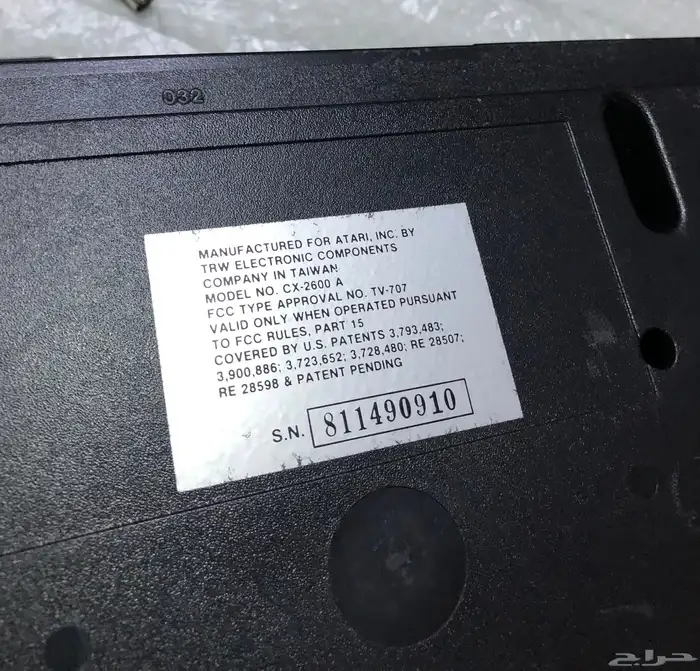 032
MANUFACTURED FOR ATARI, INC. BY
TRW ELECTRONIC COMPONENTS
COMPANY IN TAIWAN
MODEL NO. CX-2600 A
FCC TYPE APPROVAL NO. TV-707
VALID ONLY WHEN OPERATED PURSUANT
TO FCC RULES, PART 15
COVERED BY U.S. PATENTS 3,793,483;
3,900,886; 3,723,652; 3,728,480; RE 28507;
RE 28598 & PATENT PENDING
S.N. 811490910
حراج